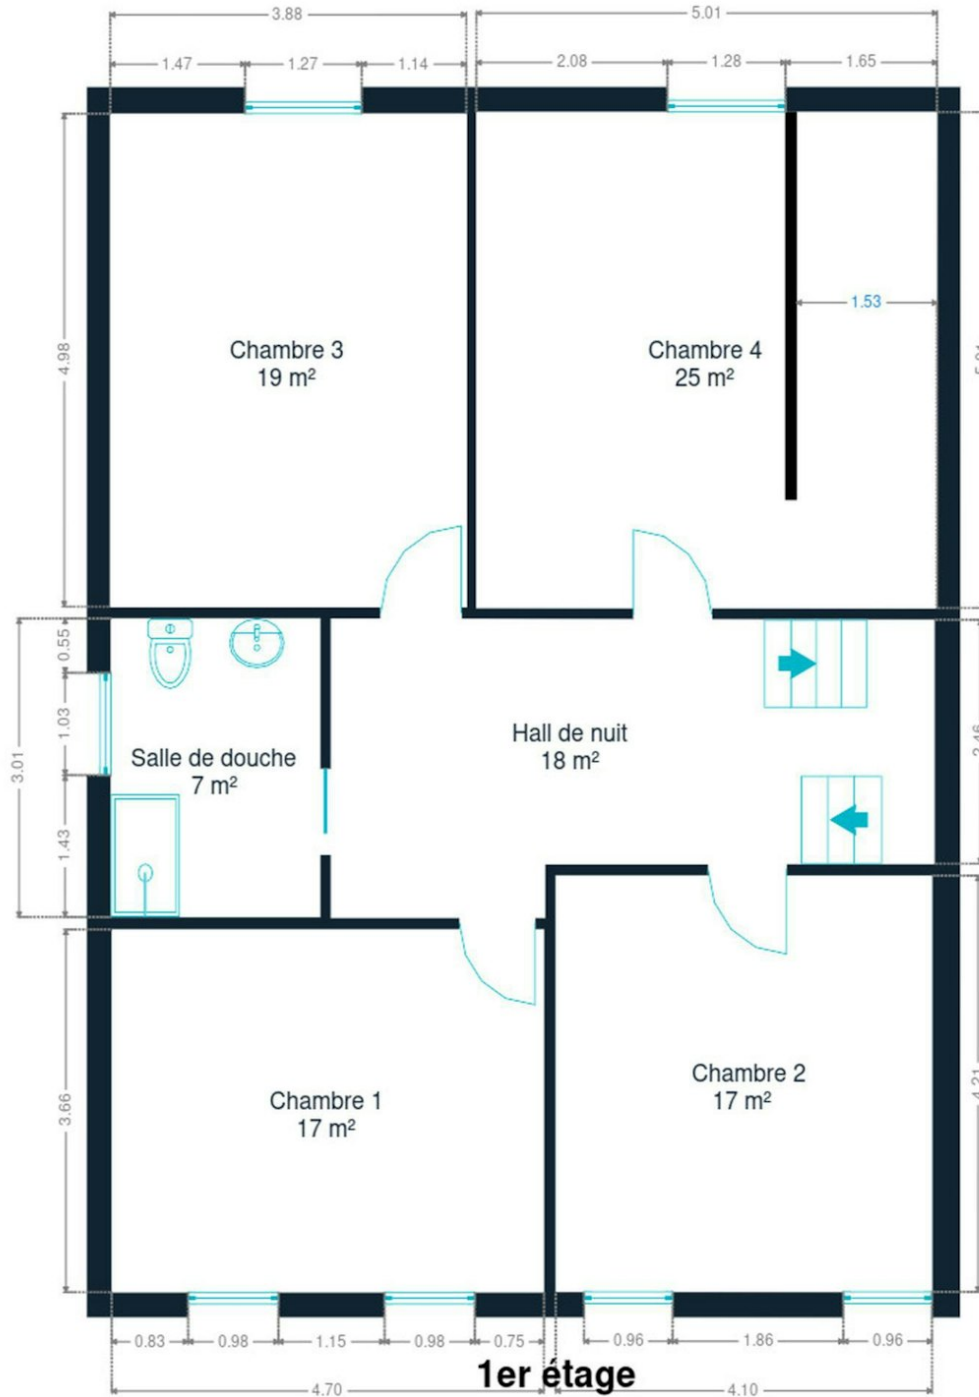 3.88
5.01
1.47
1.27
1.14
2.08
1.28
1.65
4.98
1.53
Chambre 3
19 m²
Chambre 4
25 m²
0.55
1.03
1.43
3.01
Salle de douche
7 m²
Hall de nuit
18 m²
3.66
Chambre 1
17 m²
Chambre 2
17 m²
0.83
0.98
1.15
0.98
0.75
0.96
1.86
0.96
4.70
1er étage
4.10